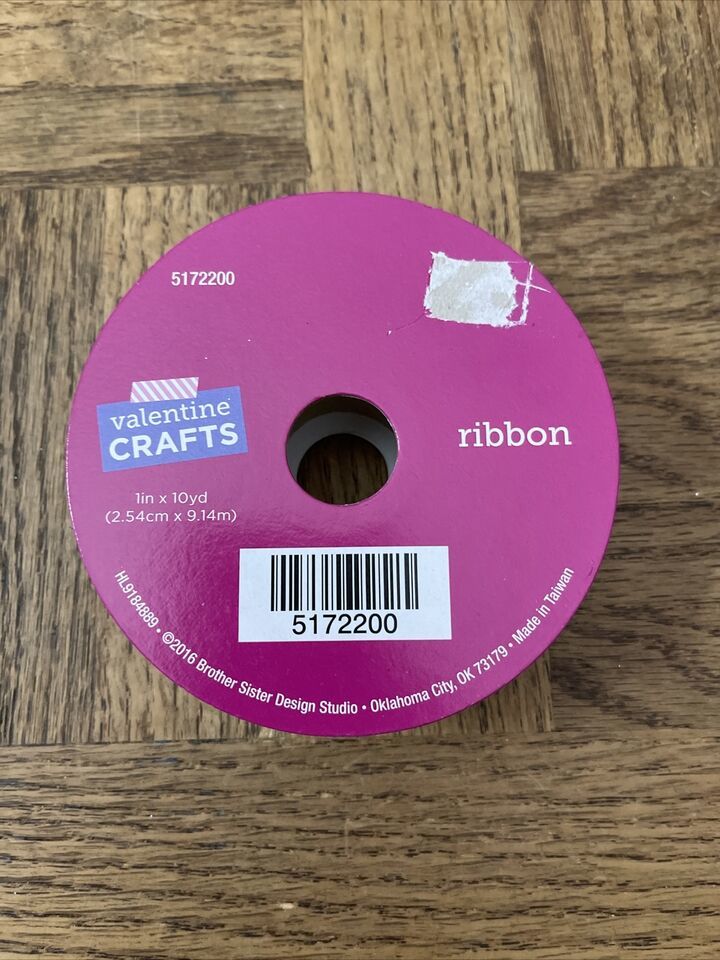 5172200
valentine
CRAFTS
ribbon
1in x 10yd
(2.54cm x 9.14m)
5172200
HL9184889 • ©2016 Brother Sister Design Studio • Oklahoma City, OK 73179 • Made in Taiwan